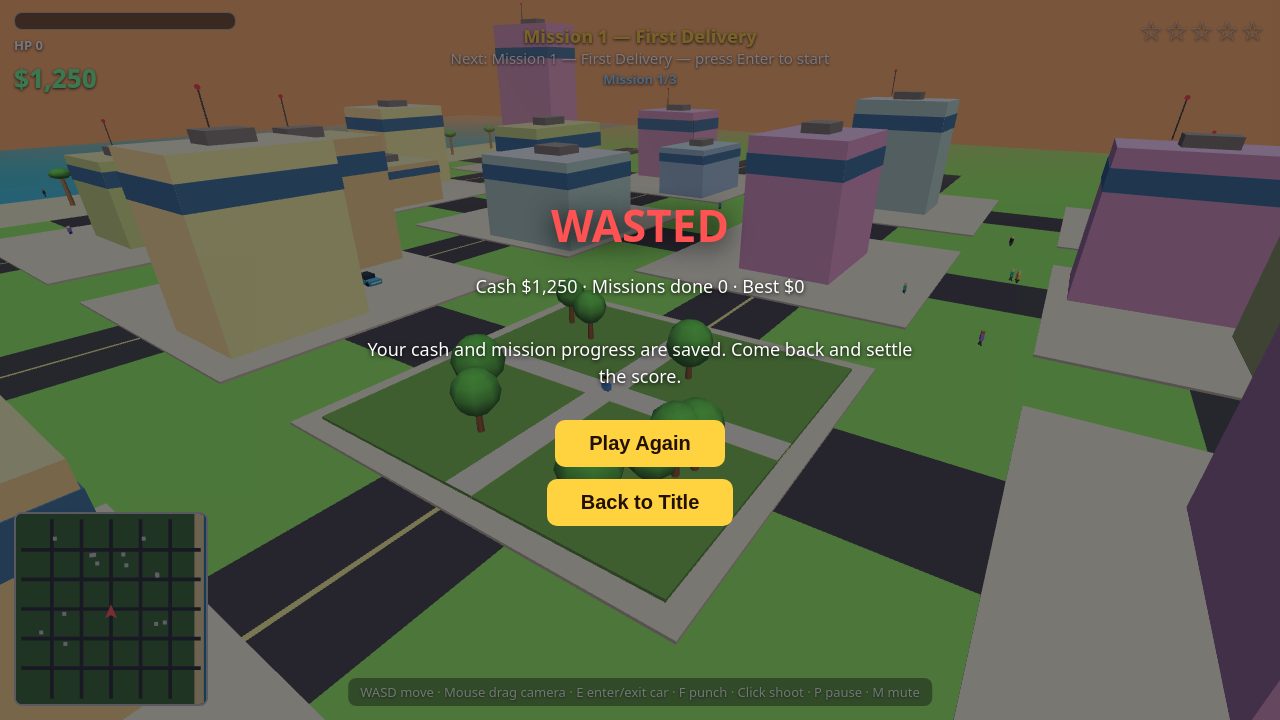 HP 0
$1,250
Mission 1 — First Delivery
Next: Mission 1 — First Delivery — press Enter to start
Mission 1/3
☆☆☆☆☆
WASTED
Cash $1,250 · Missions done 0 · Best $0
Your cash and mission progress are saved. Come back and settle
the score.
Play Again
Back to Title
WASD move · Mouse drag camera · E enter/exit car · F punch · Click shoot · P pause · M mute